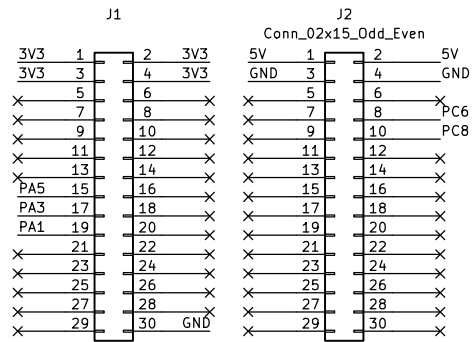 J1 J2
Conn_02x15_Odd_Even
3V3 1 2 3V3 5V 1 2 5V
3V3 3 4 3V3 GND 3 4 GND
5 6 5 6
7 8 7 8 PC6
9 10 9 10 PC8
11 12 11 12
13 14 13 14
PA5 15 16 15 16
PA3 17 18 17 18
PA1 19 20 19 20
21 22 21 22
23 24 23 24
25 26 25 26
27 28 27 28
29 30 GND 29 30